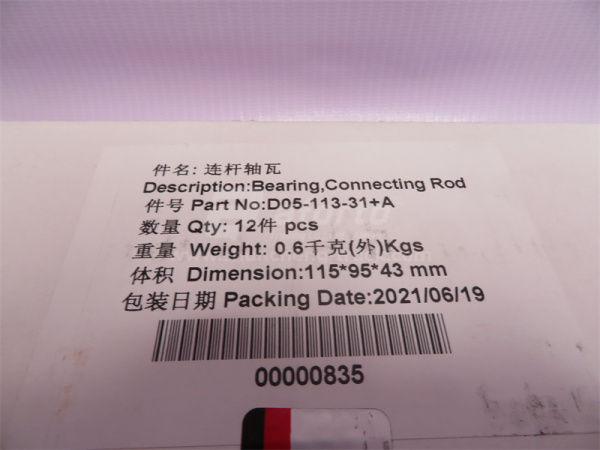 件名: 连杆轴瓦
Description:Bearing,Connecting Rod
件号 Part No:D05-113-31+A
数量 Qty: 12件 pcs
重量 Weight: 0.6千克(外)Kgs
体积 Dimension:115*95*43 mm
包装日期 Packing Date:2021/06/19
00000835